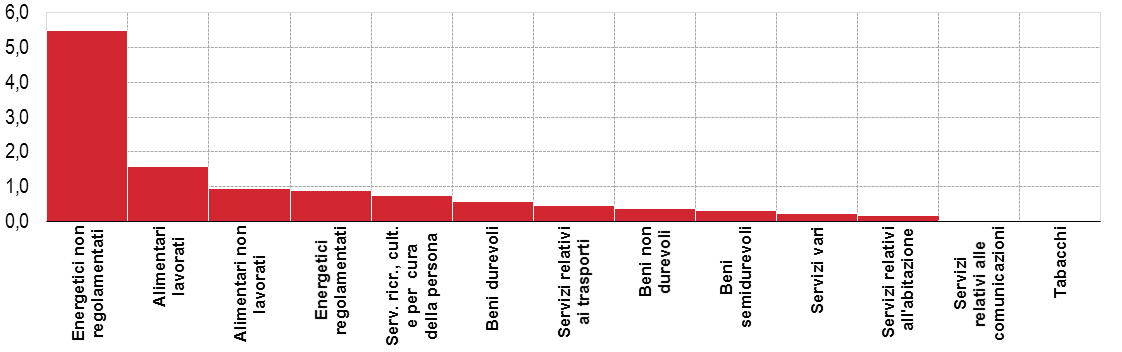 6,0
5,0
4,0
3,0
2,0
1,0
0,0
Energetici non
regolamentati
Alimentari
lavorati
Alimentari non
lavorati
Energetici
regolamentati
Serv. ricr., cult.
e per cura
della persona
Beni durevoli
Servizi relativi
ai trasporti
Beni non
durevoli
Beni
semidurevoli
Servizi vari
Servizi relativi
all'abitazione
Servizi
relativi alle
comunicazioni
Tabacchi